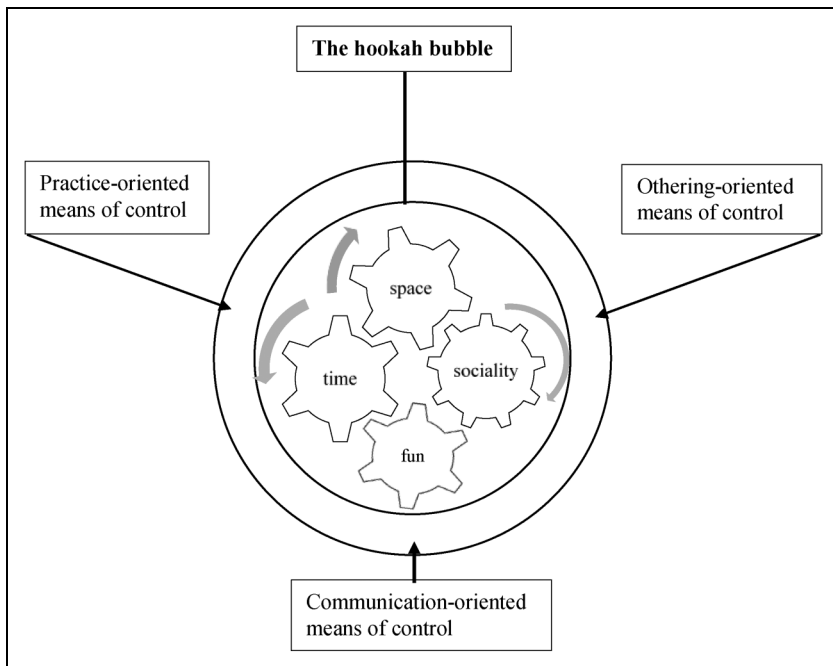 The hookah bubble
Practice-oriented
means of control
Othering-oriented
means of control
space
time
sociality
fun
Communication-oriented
means of control